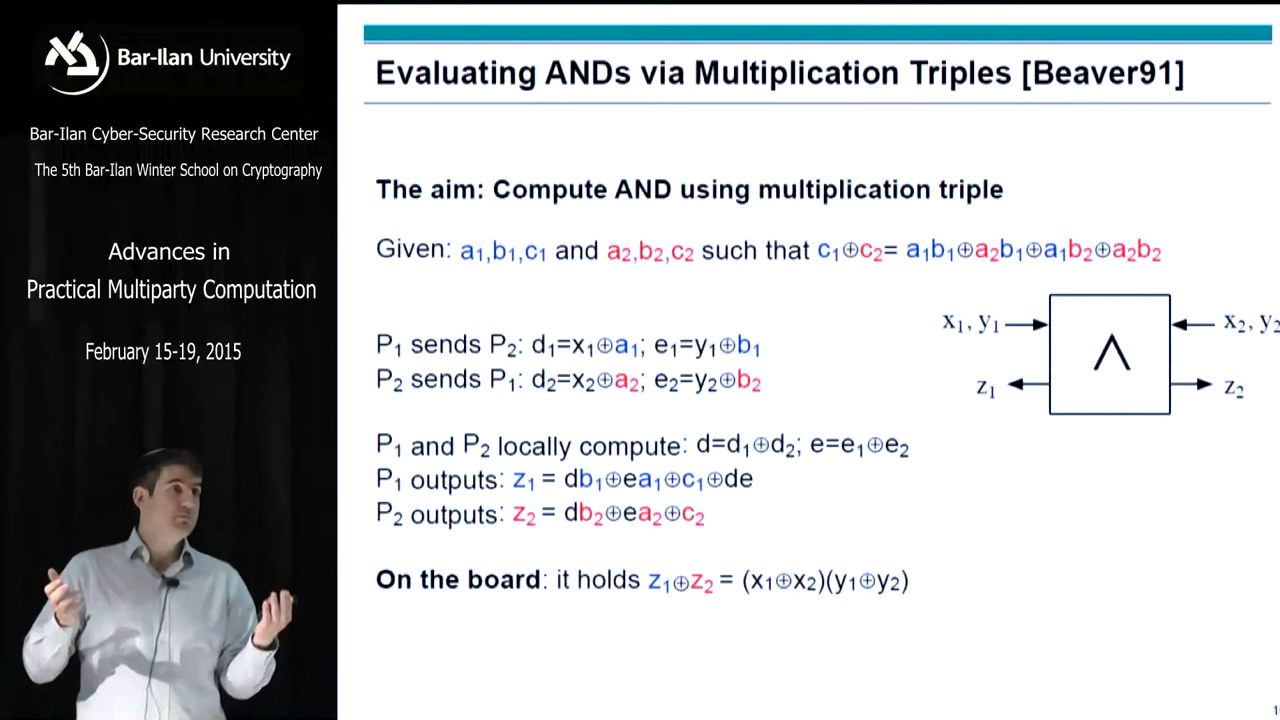 Bar-Ilan University
Bar-Ilan Cyber-Security Research Center
The 5th Bar-Ilan Winter School on Cryptography
Advances in
Practical Multiparty Computation
February 15-19, 2015
Evaluating ANDs via Multiplication Triples [Beaver91]
The aim: Compute AND using multiplication triple
Given: a₁,b₁,c₁ and a₂,b₂,c₂ such that c₁⊕c₂= a₁b₁⊕a₂b₁⊕a₁b₂⊕a₂b₂
x₁, y₁
x₂, y₂
∧
z₁
z₂
P₁ sends P₂: d₁=x₁⊕a₁; e₁=y₁⊕b₁
P₂ sends P₁: d₂=x₂⊕a₂; e₂=y₂⊕b₂
P₁ and P₂ locally compute: d=d₁⊕d₂; e=e₁⊕e₂
P₁ outputs: z₁ = db₁⊕ea₁⊕c₁⊕de
P₂ outputs: z₂ = db₂⊕ea₂⊕c₂
On the board: it holds z₁⊕z₂ = (x₁⊕x₂)(y₁⊕y₂)